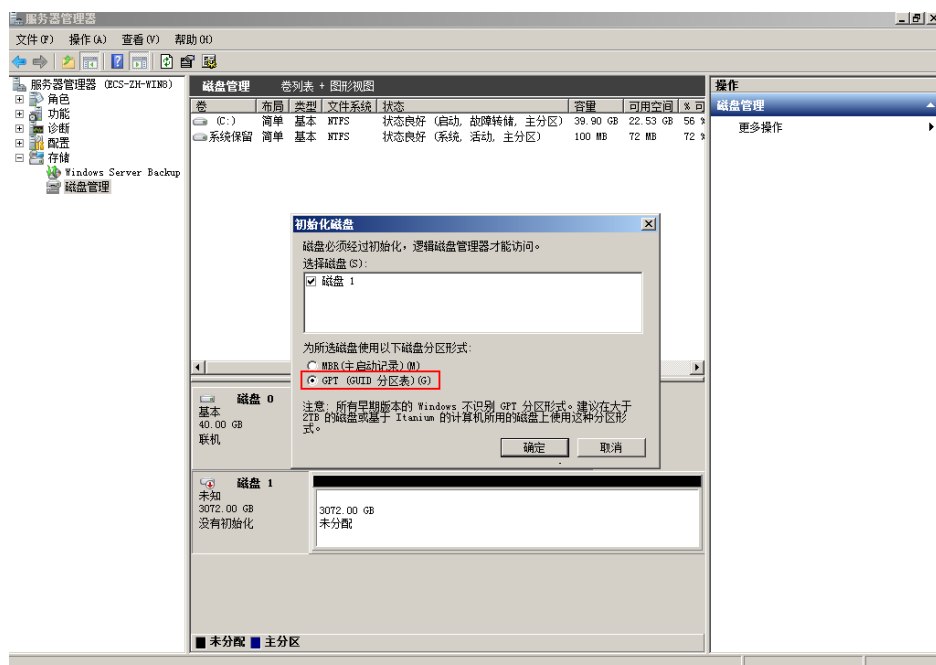 服务器管理器
文件(F) 操作(A) 查看(V) 帮助(H)
服务器管理器 (ECS-ZH-WIN8)
角色
功能
诊断
配置
存储
Windows Server Backup
磁盘管理
磁盘管理 卷列表 + 图形视图
卷 布局 类型 文件系统 状态 容量 可用空间 % 可
(C:) 简单 基本 NTFS 状态良好 (启动, 故障转储, 主分区) 39.90 GB 22.53 GB 56 %
系统保留 简单 基本 NTFS 状态良好 (系统, 活动, 主分区) 100 MB 72 MB 72 %
操作
磁盘管理
更多操作
初始化磁盘
磁盘必须经过初始化，逻辑磁盘管理器才能访问。
选择磁盘(S):
磁盘 1
为所选磁盘使用以下磁盘分区形式:
MBR(主启动记录)(M)
GPT (GUID 分区表)(G)
注意: 所有早期版本的 Windows 不识别 GPT 分区形式。建议在大于
2TB 的磁盘或基于 Itanium 的计算机所用的磁盘上使用这种分区形
式。
确定 取消
磁盘 0
基本
40.00 GB
联机
磁盘 1
未知
3072.00 GB
没有初始化
3072.00 GB
未分配
未分配 主分区